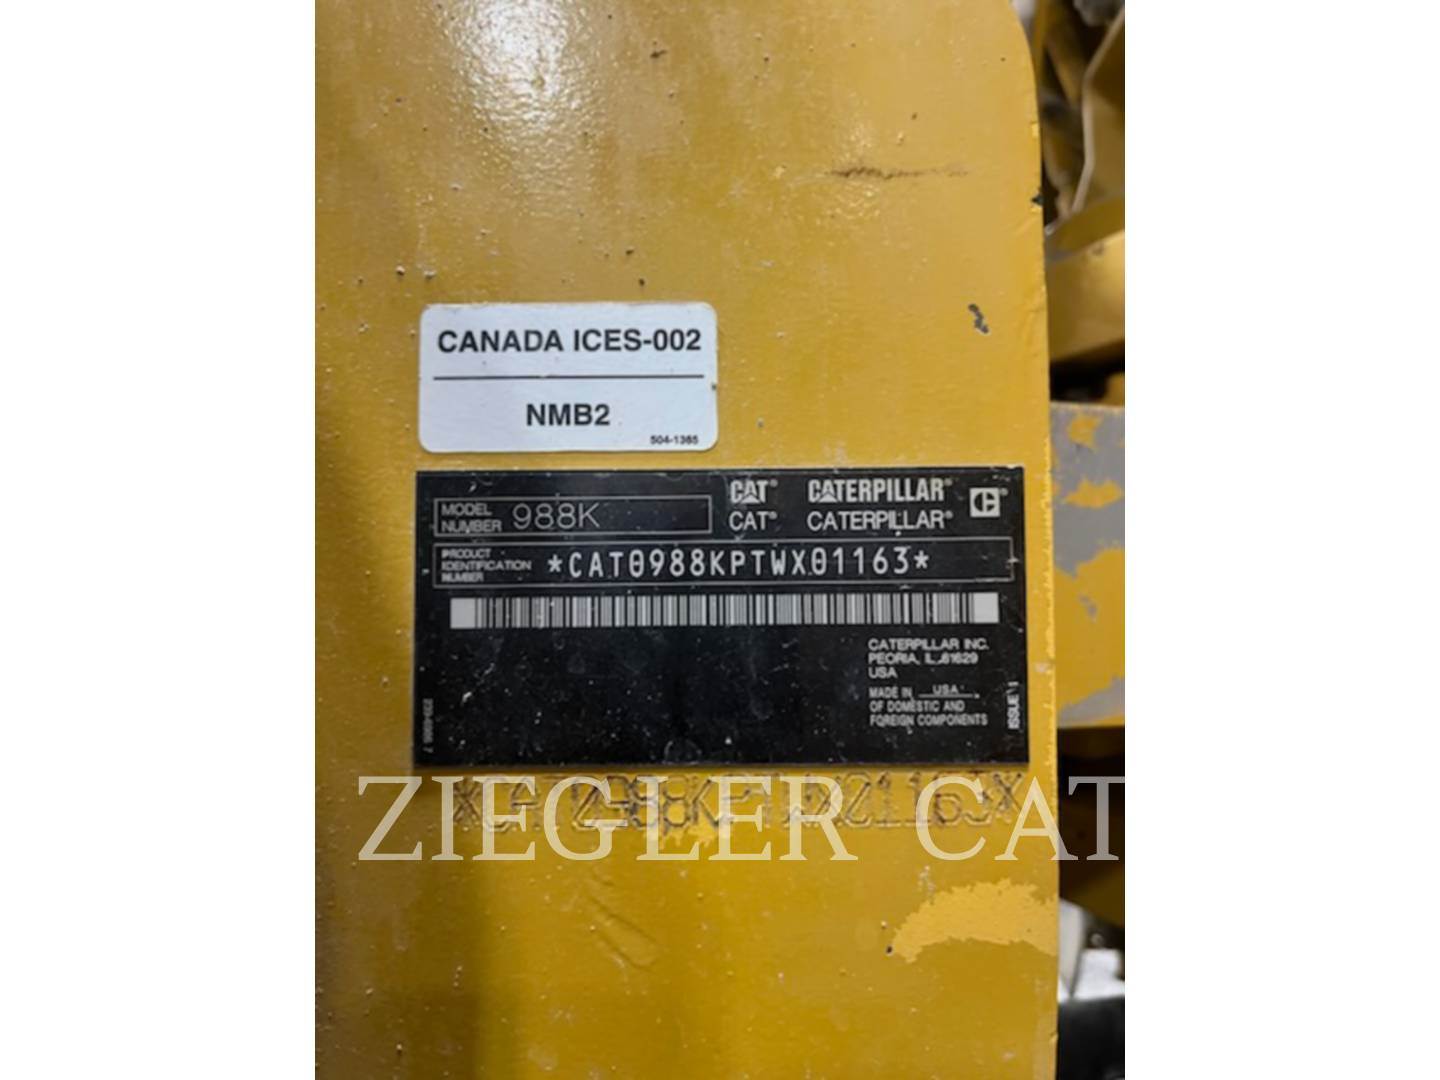 CANADA ICES-002
NMB2
504-1365
MODEL NUMBER 988K
CAT® CATERPILLAR®
CAT® CATERPILLAR®
PRODUCT IDENTIFICATION NUMBER *CAT0988KPTWX01163*
CATERPILLAR INC.
PEORIA, IL. 61629
USA
MADE IN USA
OF DOMESTIC AND
FOREIGN COMPONENTS
ISSUE 1
ZIEGLER CAT